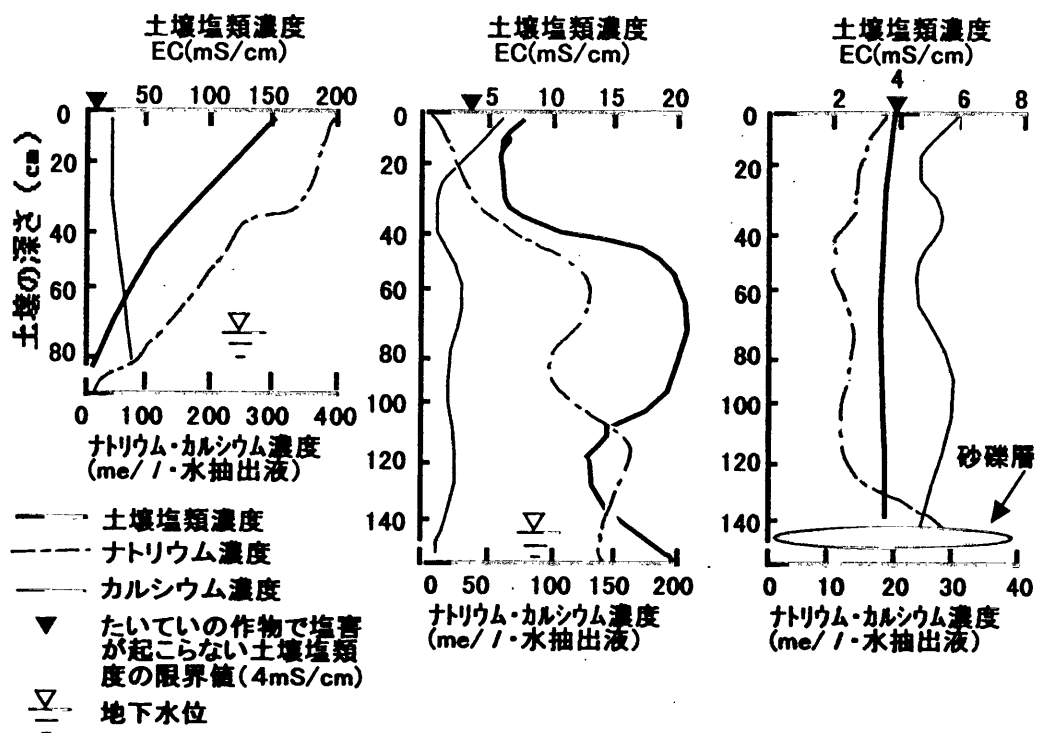 土壌塩類濃度
EC(mS/cm)
50 100 150 200
0
20
40
60
80
土壌の深さ(cm)
0 100 200 300 400
ナトリウム・カルシウム濃度
(me/l・水抽出液)
土壌塩類濃度
EC(mS/cm)
5 10 15 20
0
20
40
60
80
100
120
140
0 50 100 150 200
ナトリウム・カルシウム濃度
(me/l・水抽出液)
土壌塩類濃度
EC(mS/cm)
4
2 6 8
0
20
40
60
80
100
120
140
砂礫層
0 10 20 30 40
ナトリウム・カルシウム濃度
(me/l・水抽出液)
土壌塩類濃度
ナトリウム濃度
カルシウム濃度
▼ たいていの作物で塩害
が起こらない土壌塩類
度の限界値(4mS/cm)
地下水位